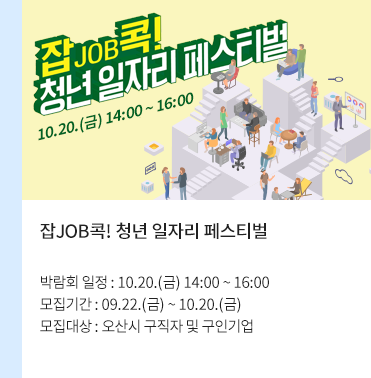 잡JOB콕!
청년 일자리 페스티벌
10.20.(금) 14:00 ~ 16:00
잡JOB콕! 청년 일자리 페스티벌
박람회 일정 : 10.20.(금) 14:00 ~ 16:00
모집기간 : 09.22.(금) ~ 10.20.(금)
모집대상 : 오산시 구직자 및 구인기업